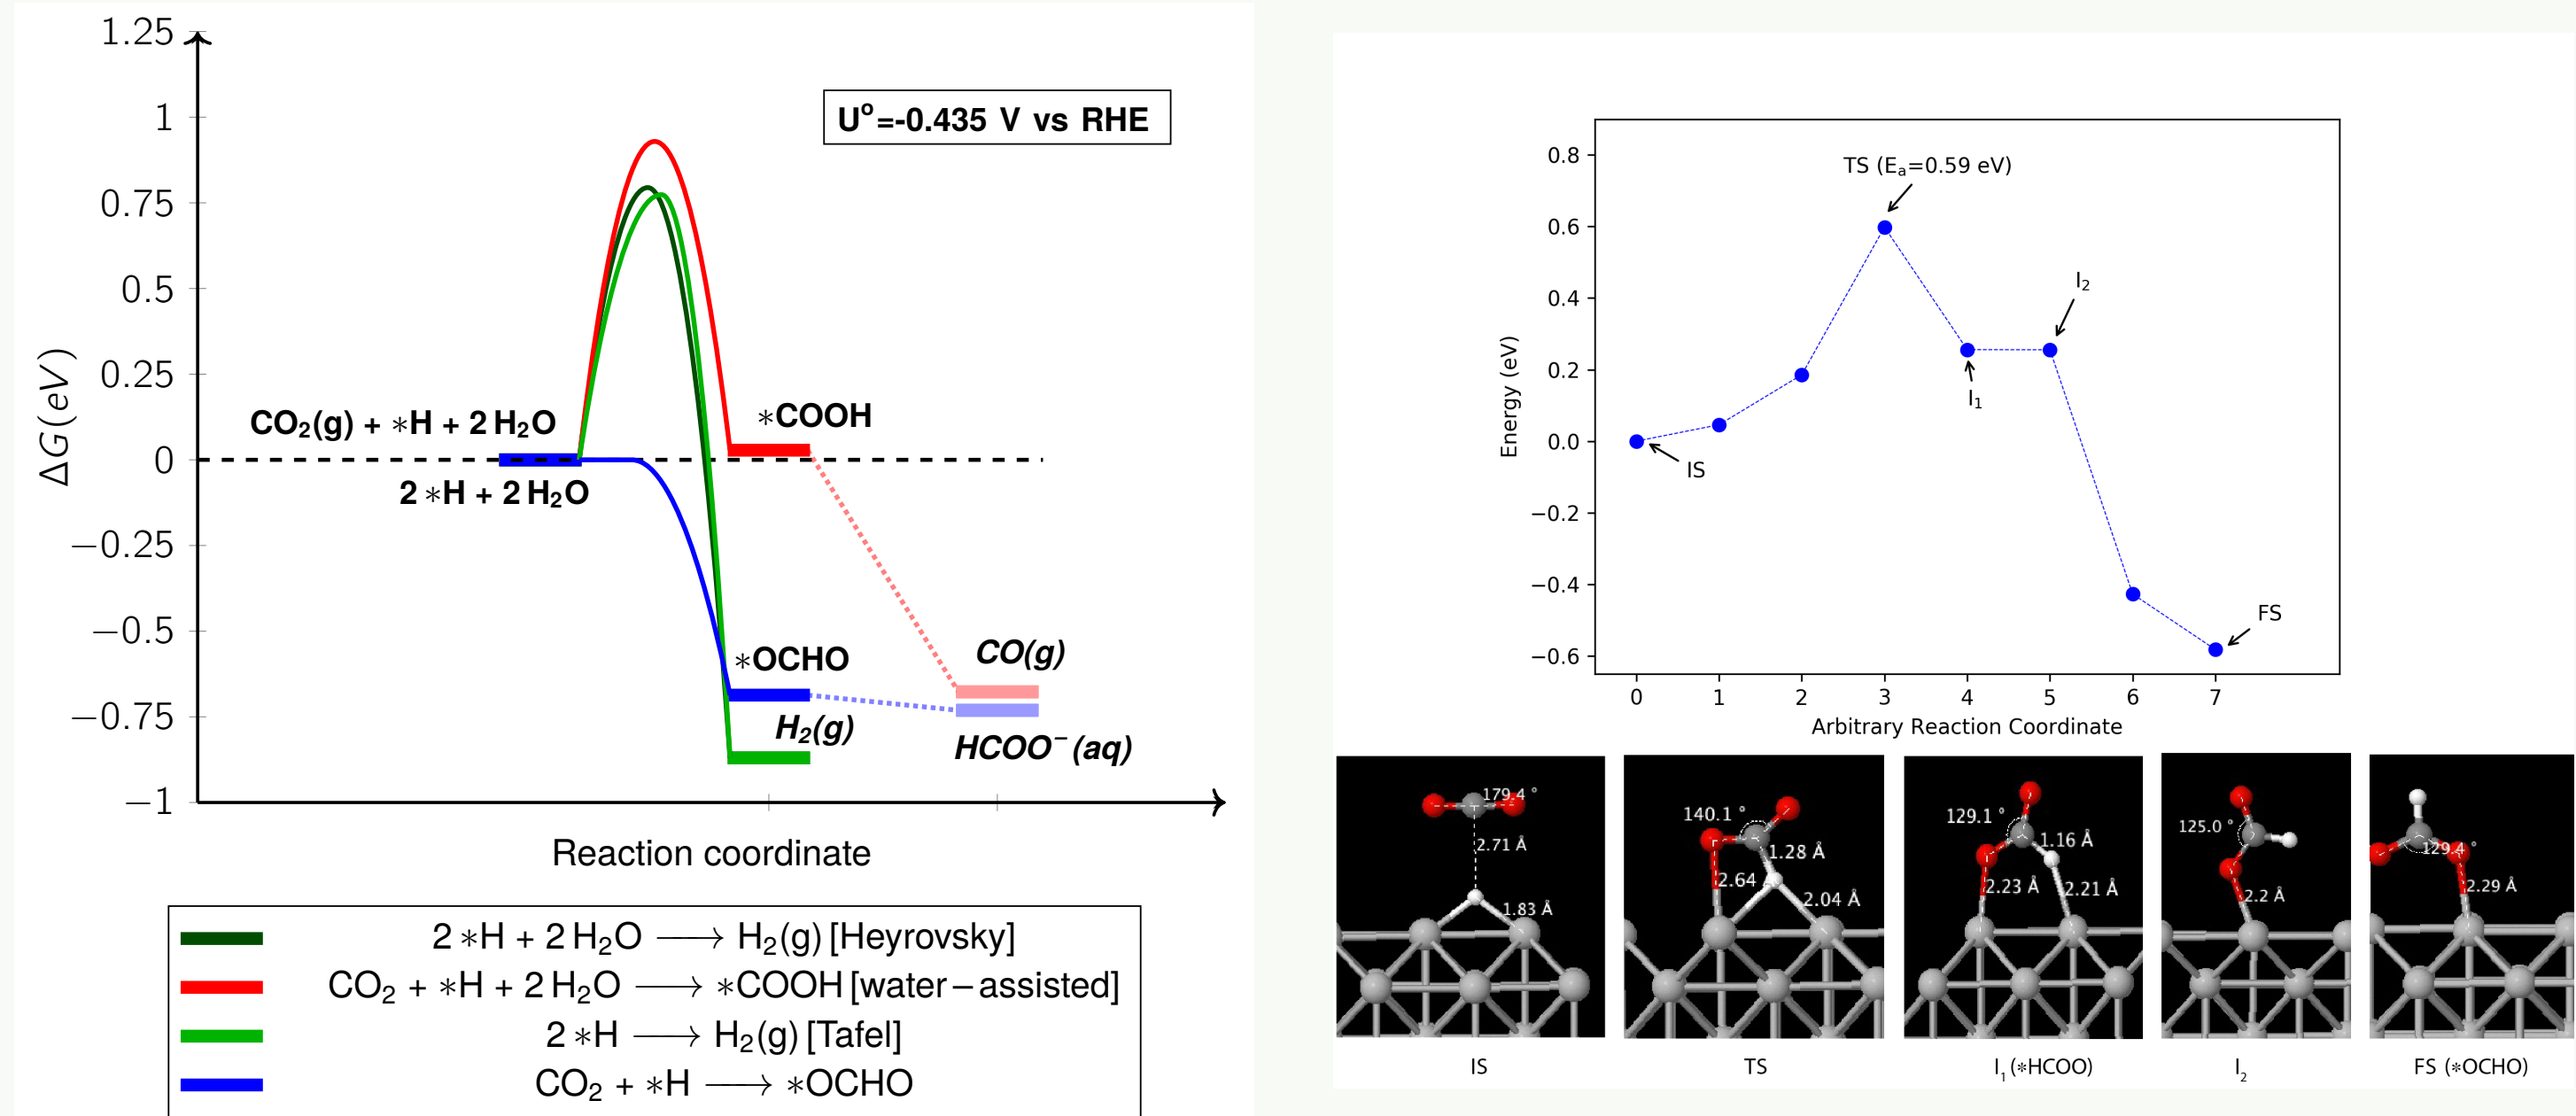 1.25
1
0.75
0.5
0.25
0
−0.25
−0.5
−0.75
−1
ΔG(eV)
U°=-0.435 V vs RHE
CO₂(g) + *H + 2 H₂O
2 *H + 2 H₂O
*COOH
*OCHO
H₂(g)
CO(g)
HCOO⁻(aq)
Reaction coordinate
2 *H + 2 H₂O ⟶ H₂(g) [Heyrovsky]
CO₂ + *H + 2 H₂O ⟶ *COOH [water−assisted]
2 *H ⟶ H₂(g) [Tafel]
CO₂ + *H ⟶ *OCHO
0.8
0.6
0.4
0.2
0.0
−0.2
−0.4
−0.6
Energy (eV)
TS (Eₐ=0.59 eV)
I₂
I₁
IS
FS
0 1 2 3 4 5 6 7
Arbitrary Reaction Coordinate
179.4 °
2.71 Å
1.83 Å
140.1 °
1.28 Å
2.64
2.04 Å
129.1 °
1.16 Å
2.23 Å
2.21 Å
125.0 °
2.2 Å
129.4 °
2.29 Å
IS
TS
I₁ (*HCOO)
I₂
FS (*OCHO)